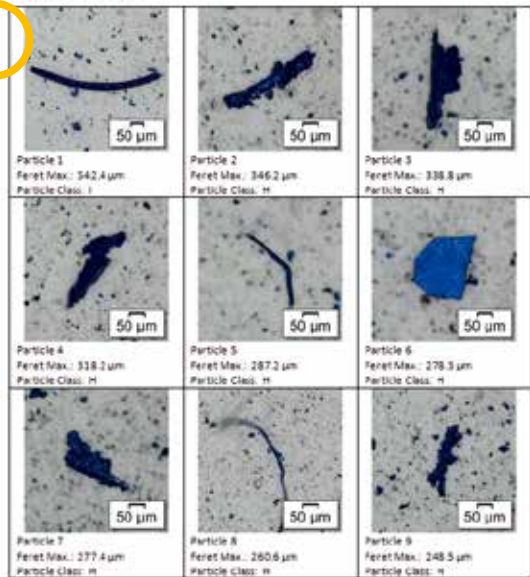 50 µm
50 µm
50 µm
Particle 1
Feret Max.: 342.4 µm
Particle Class: I
Particle 2
Feret Max.: 346.2 µm
Particle Class: H
Particle 3
Feret Max.: 338.8 µm
Particle Class: H
50 µm
50 µm
50 µm
Particle 4
Feret Max.: 318.2 µm
Particle Class: H
Particle 5
Feret Max.: 287.2 µm
Particle Class: H
Particle 6
Feret Max.: 278.3 µm
Particle Class: H
50 µm
50 µm
50 µm
Particle 7
Feret Max.: 277.4 µm
Particle Class: H
Particle 8
Feret Max.: 260.6 µm
Particle Class: H
Particle 9
Feret Max.: 248.5 µm
Particle Class: H